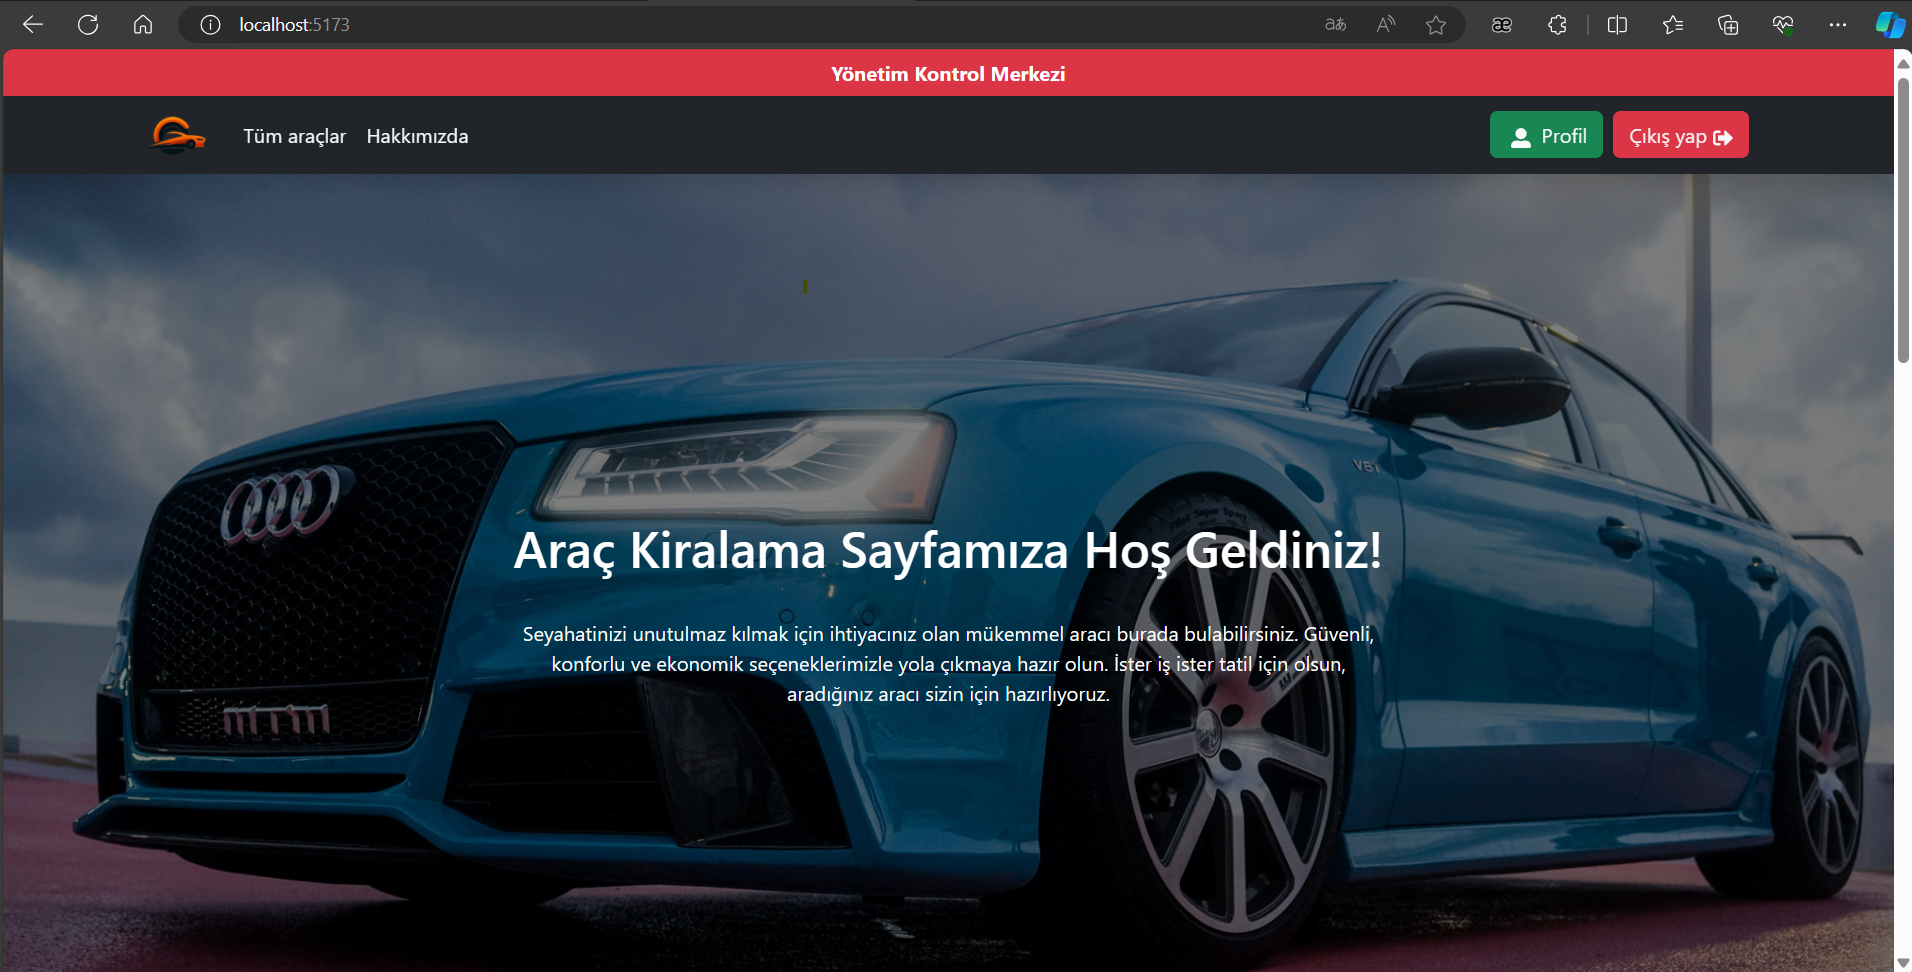 localhost:5173
Yönetim Kontrol Merkezi
Tüm araçlar Hakkımızda
Profil
Çıkış yap
Araç Kiralama Sayfamıza Hoş Geldiniz!
Seyahatinizi unutulmaz kılmak için ihtiyacınız olan mükemmel aracı burada bulabilirsiniz. Güvenli,
konforlu ve ekonomik seçeneklerimizle yola çıkmaya hazır olun. İster iş ister tatil için olsun,
aradığınız aracı sizin için hazırlıyoruz.